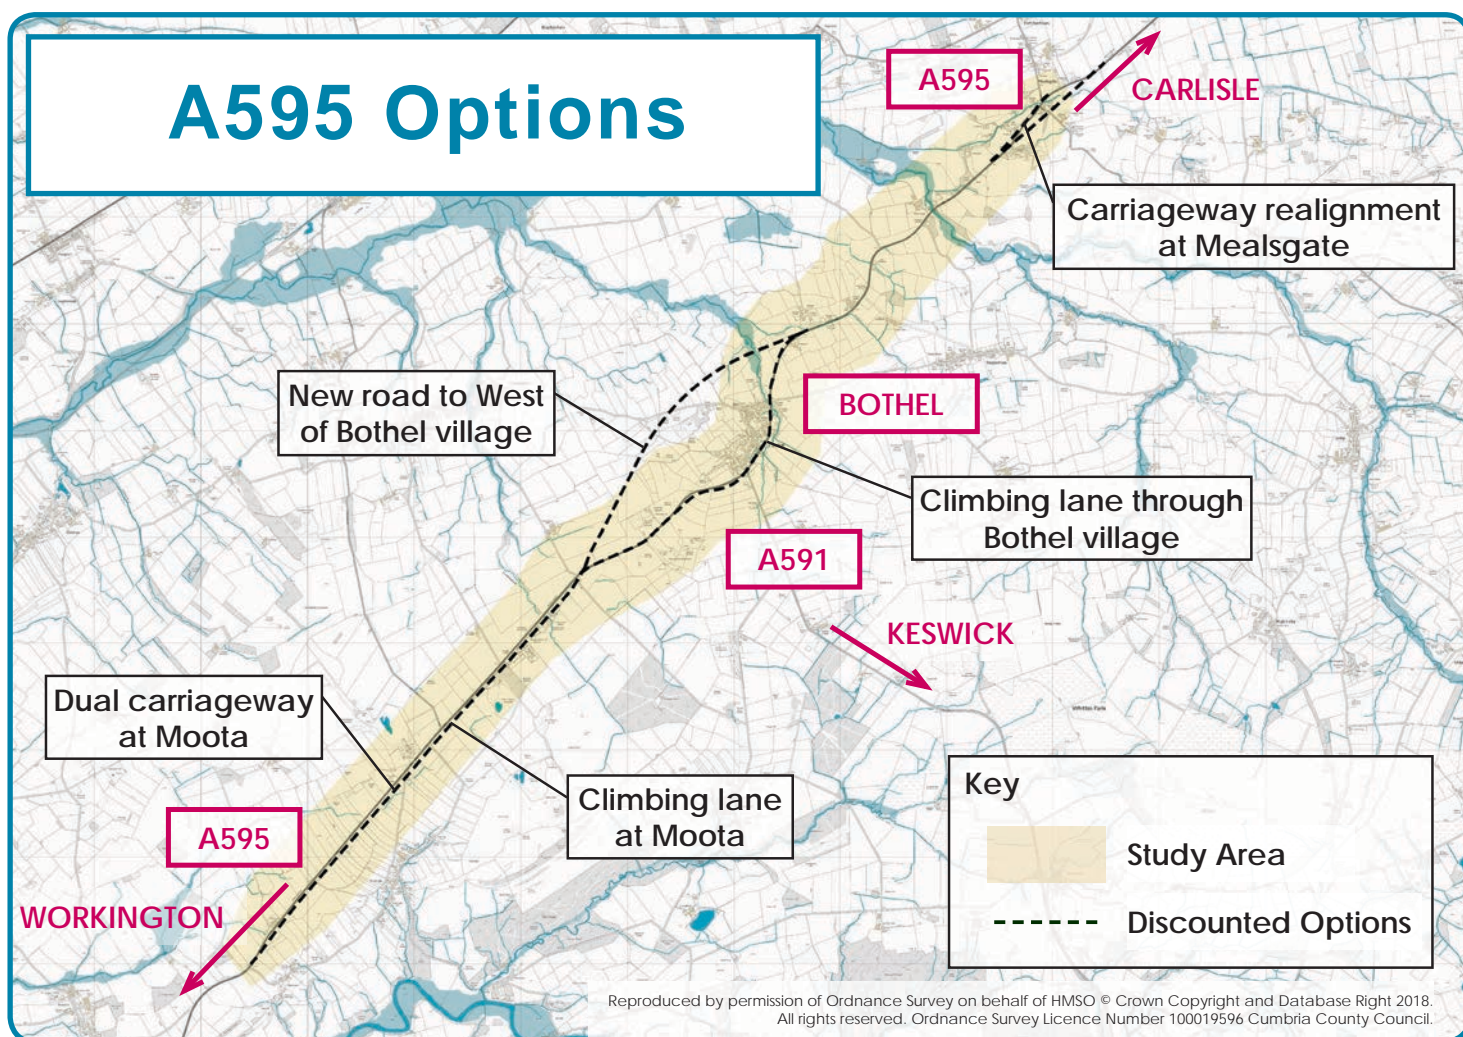 A595 Options
A595
CARLISLE
Carriageway realignment
at Mealsgate
New road to West
of Bothel village
BOTHEL
Climbing lane through
Bothel village
A591
KESWICK
Dual carriageway
at Moota
Climbing lane
at Moota
A595
WORKINGTON
Key
Study Area
Discounted Options
Reproduced by permission of Ordnance Survey on behalf of HMSO © Crown Copyright and Database Right 2018.
All rights reserved. Ordnance Survey Licence Number 100019596 Cumbria County Council.